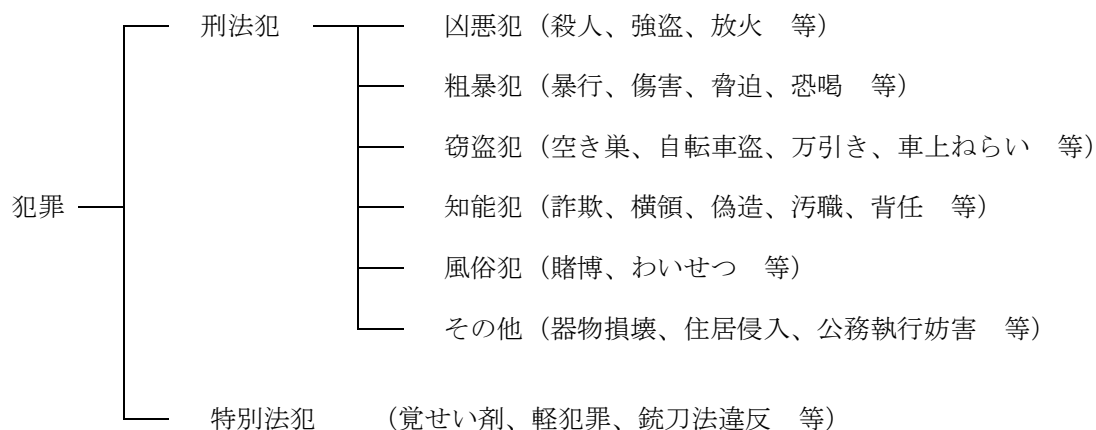 刑法犯 凶悪犯（殺人、強盗、放火　等）
粗暴犯（暴行、傷害、脅迫、恐喝　等）
窃盗犯（空き巣、自転車盗、万引き、車上ねらい　等）
犯罪 知能犯（詐欺、横領、偽造、汚職、背任　等）
風俗犯（賭博、わいせつ　等）
その他（器物損壊、住居侵入、公務執行妨害　等）
特別法犯 （覚せい剤、軽犯罪、銃刀法違反　等）